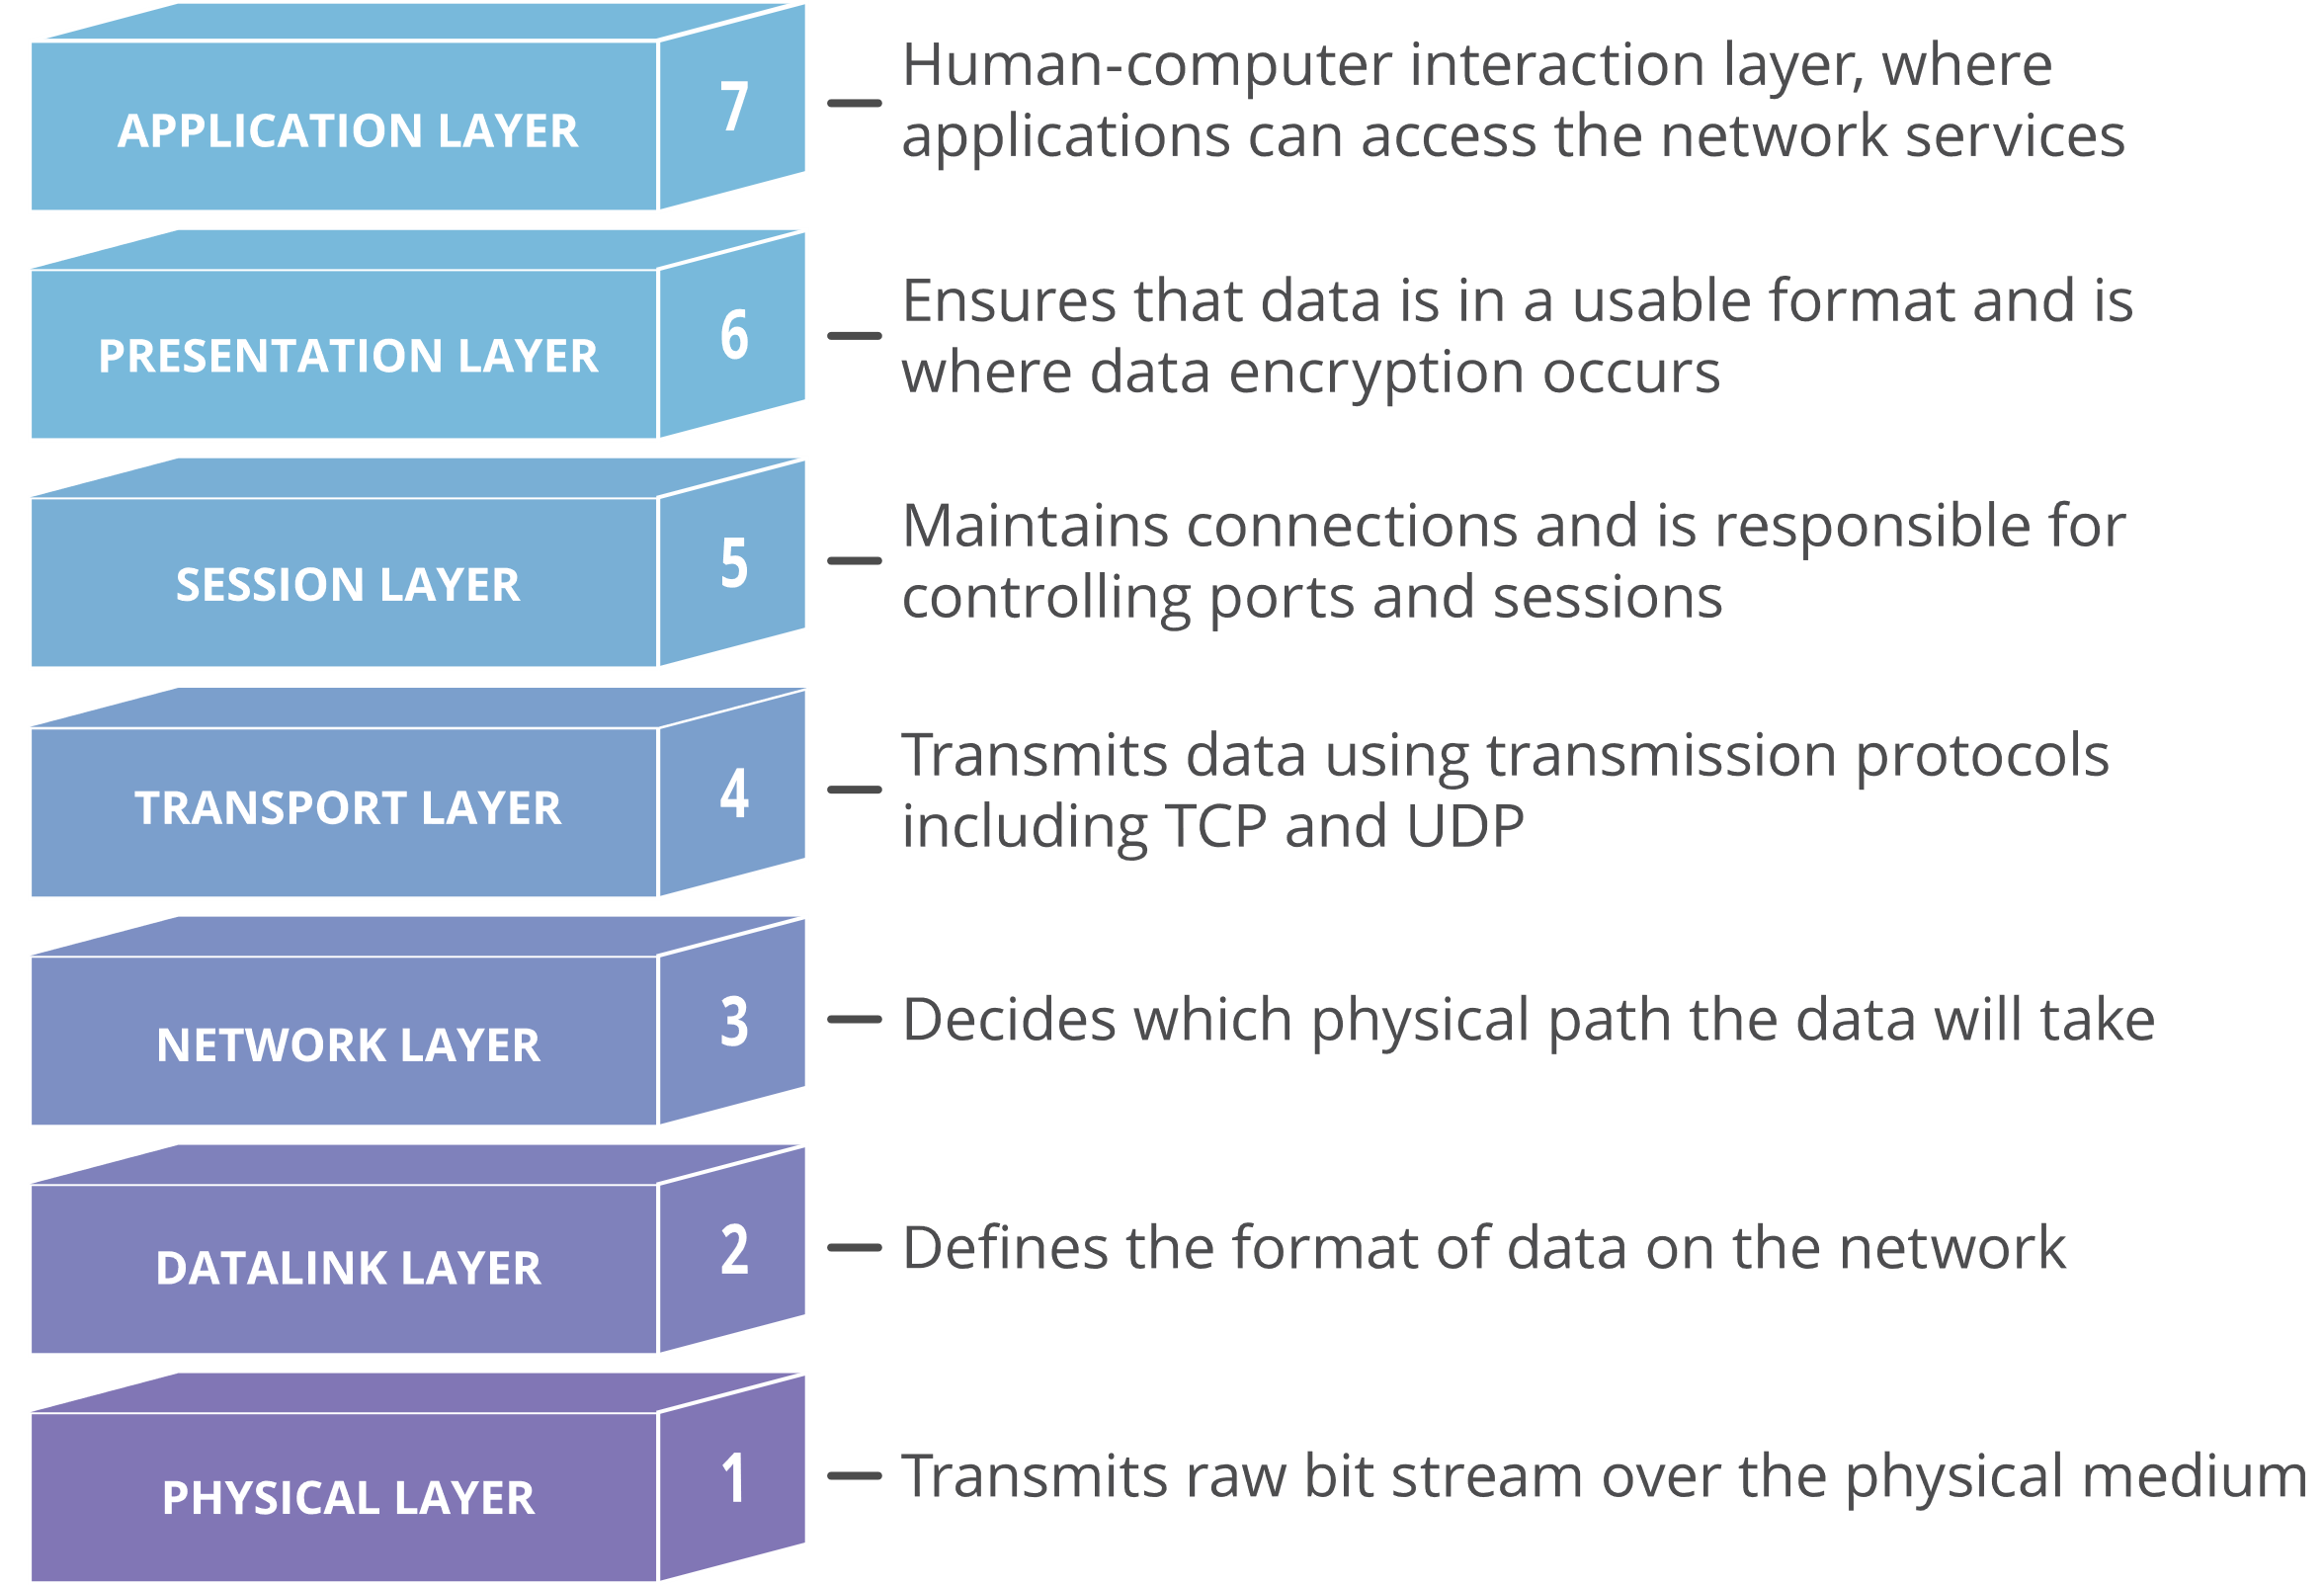 APPLICATION LAYER
7
Human-computer interaction layer, where
applications can access the network services
PRESENTATION LAYER
6
Ensures that data is in a usable format and is
where data encryption occurs
SESSION LAYER
5
Maintains connections and is responsible for
controlling ports and sessions
TRANSPORT LAYER
4
Transmits data using transmission protocols
including TCP and UDP
NETWORK LAYER
3
Decides which physical path the data will take
DATALINK LAYER
2
Defines the format of data on the network
PHYSICAL LAYER
1
Transmits raw bit stream over the physical medium